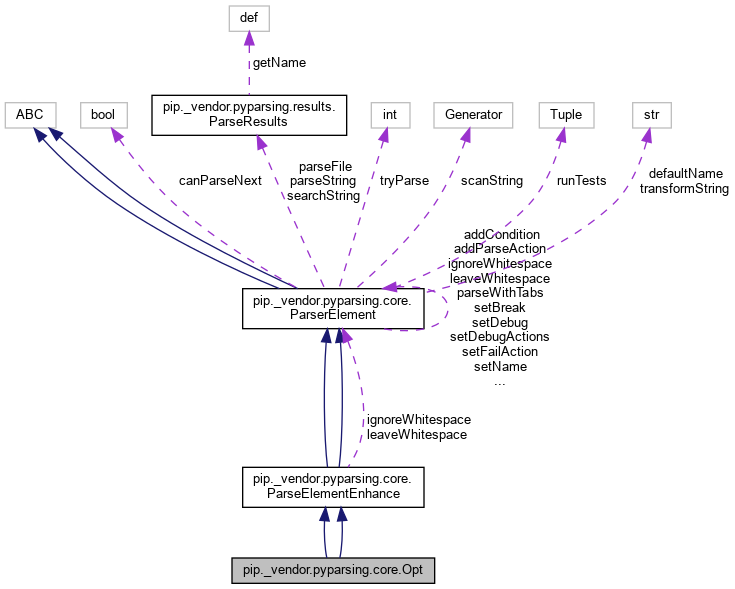 def
getName
pip._vendor.pyparsing.results.
ParseResults
ABC
bool
int
Generator
Tuple
str
canParseNext
parseFile
parseString
searchString
tryParse
scanString
runTests
defaultName
transformString
addCondition
addParseAction
ignoreWhitespace
leaveWhitespace
parseWithTabs
setBreak
setDebug
setDebugActions
setFailAction
setName
...
pip._vendor.pyparsing.core.
ParserElement
ignoreWhitespace
leaveWhitespace
pip._vendor.pyparsing.core.
ParseElementEnhance
pip._vendor.pyparsing.core.Opt